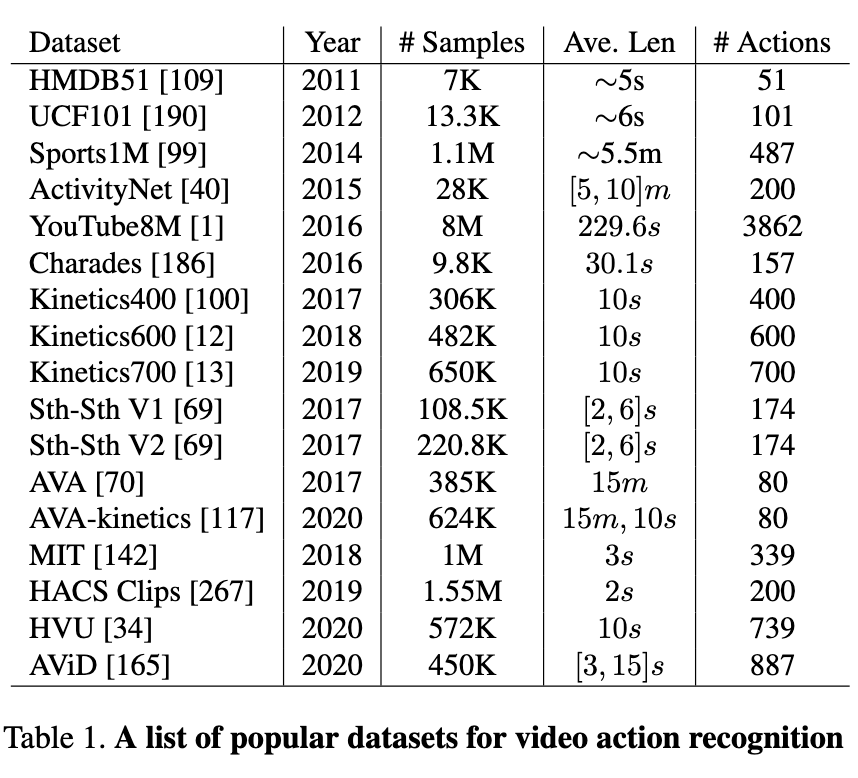 Dataset Year # Samples Ave. Len # Actions
HMDB51 [109] 2011 7K ∼5s 51
UCF101 [190] 2012 13.3K ∼6s 101
Sports1M [99] 2014 1.1M ∼5.5m 487
ActivityNet [40] 2015 28K [5, 10]m 200
YouTube8M [1] 2016 8M 229.6s 3862
Charades [186] 2016 9.8K 30.1s 157
Kinetics400 [100] 2017 306K 10s 400
Kinetics600 [12] 2018 482K 10s 600
Kinetics700 [13] 2019 650K 10s 700
Sth-Sth V1 [69] 2017 108.5K [2, 6]s 174
Sth-Sth V2 [69] 2017 220.8K [2, 6]s 174
AVA [70] 2017 385K 15m 80
AVA-kinetics [117] 2020 624K 15m, 10s 80
MIT [142] 2018 1M 3s 339
HACS Clips [267] 2019 1.55M 2s 200
HVU [34] 2020 572K 10s 739
AViD [165] 2020 450K [3, 15]s 887
Table 1. A list of popular datasets for video action recognition